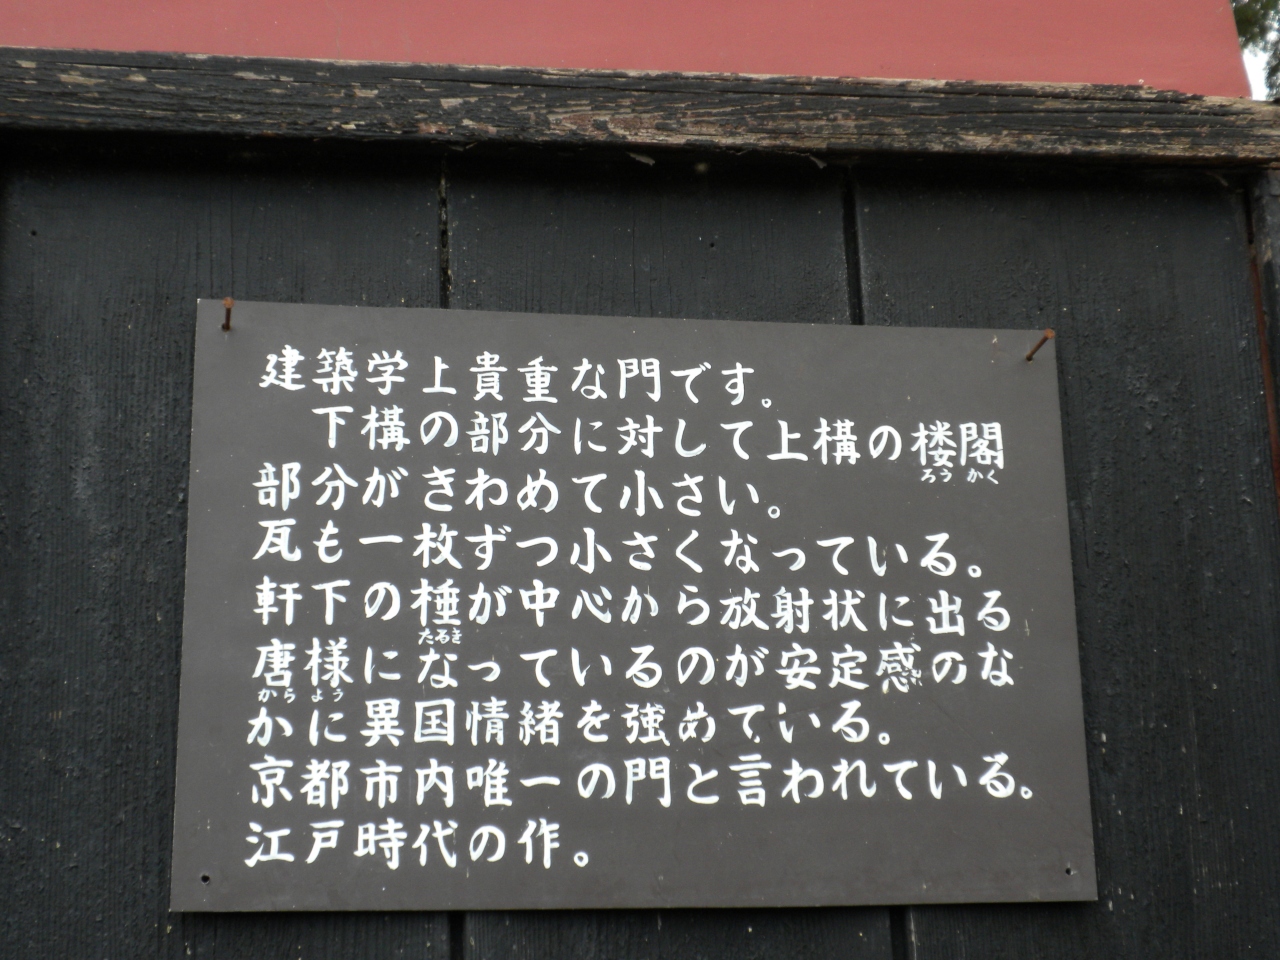 建築学上貴重な門です。
下構の部分に対して上構の楼閣
ろう かく
部分がきわめて小さい。
瓦も一枚ずつ小さくなっている。
軒下の棰が中心から放射状に出る
たるき
唐様になっているのが安定感のな
から よう
かに異国情緒を強めている。
京都市内唯一の門と言われている。
江戸時代の作。